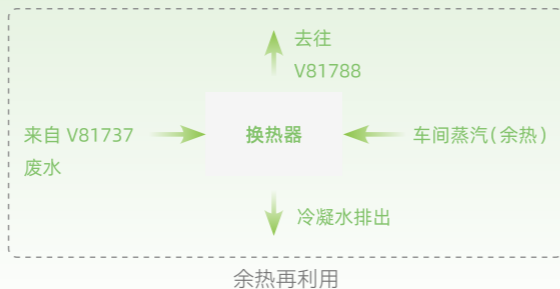 去往
V81788
来自 V81737
废水
换热器
车间蒸汽(余热)
冷凝水排出
余热再利用